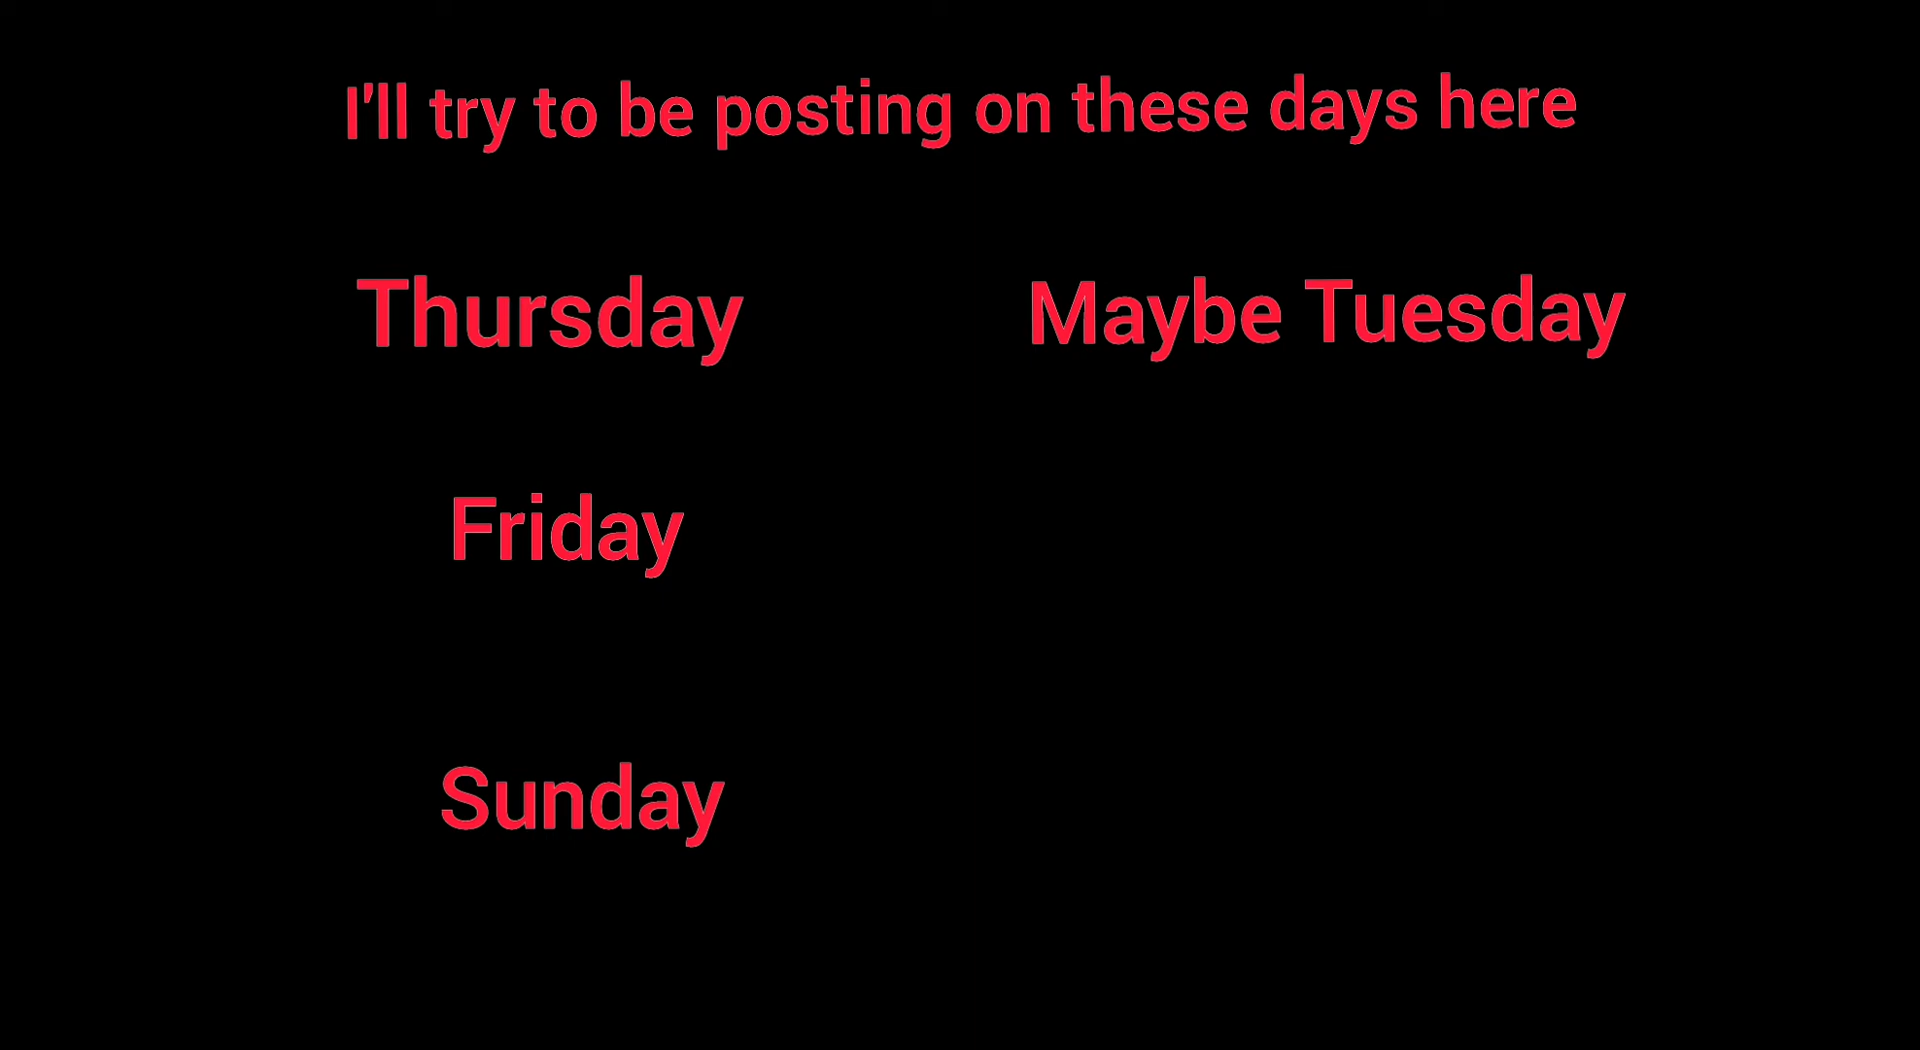 I'll try to be posting on these days here
Thursday
Maybe Tuesday
Friday
Sunday